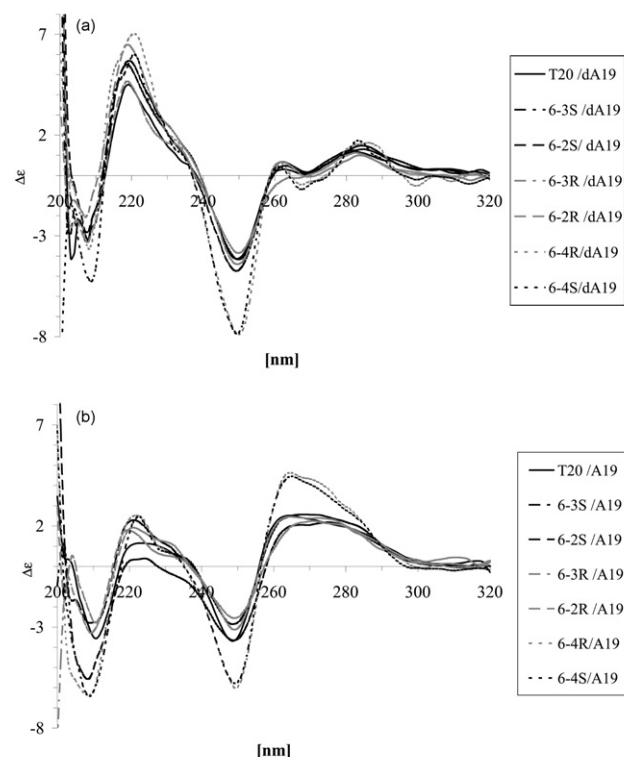 (a)
7
2
-3
-8
Δε
200 220 240 260 280 300 320
[nm]
T20 /dA19
6-3S /dA19
6-2S/ dA19
6-3R /dA19
6-2R /dA19
6-4R/dA19
6-4S/dA19
(b)
7
2
-3
-8
Δε
200 220 240 260 280 300 320
[nm]
T20 /A19
6-3S /A19
6-2S /A19
6-3R /A19
6-2R /A19
6-4R/A19
6-4S/A19